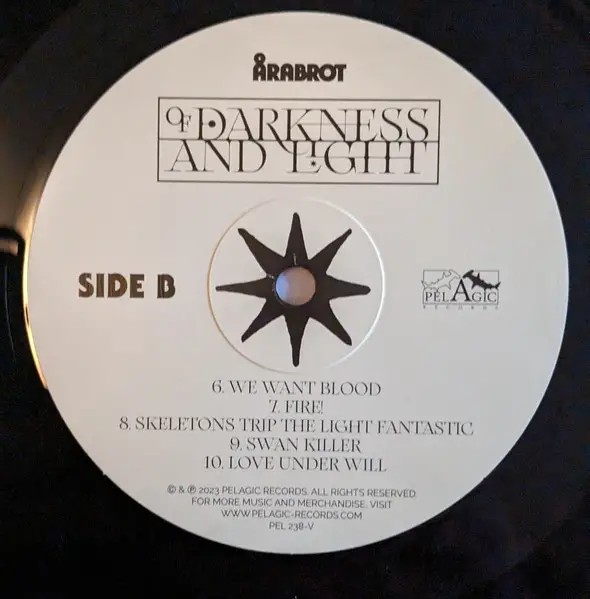 ÅRABROT
OF DARKNESS
AND LIGHT
SIDE B
PELAGIC
RECORDS
6. WE WANT BLOOD
7. FIRE!
8. SKELETONS TRIP THE LIGHT FANTASTIC
9. SWAN KILLER
10. LOVE UNDER WILL
© & ℗ 2023 PELAGIC RECORDS. ALL RIGHTS RESERVED.
FOR MORE MUSIC AND MERCHANDISE, VISIT
WWW.PELAGIC-RECORDS.COM
PEL 238-V